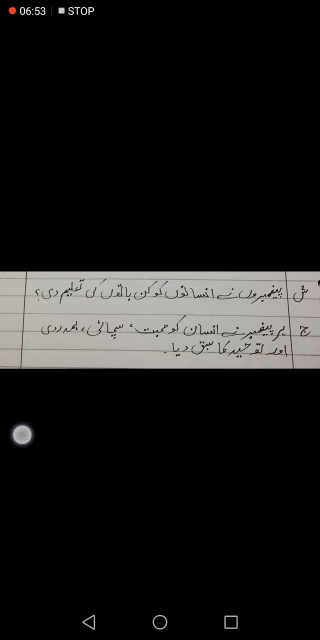 06:53 STOP
س پیغمبروں نے انسانوں کو کن باتوں کی تعلیم دی؟
ج ہر پیغمبر نے انسان کو محبت، سچائی، ہمدردی
اور توحید کا سبق دیا۔